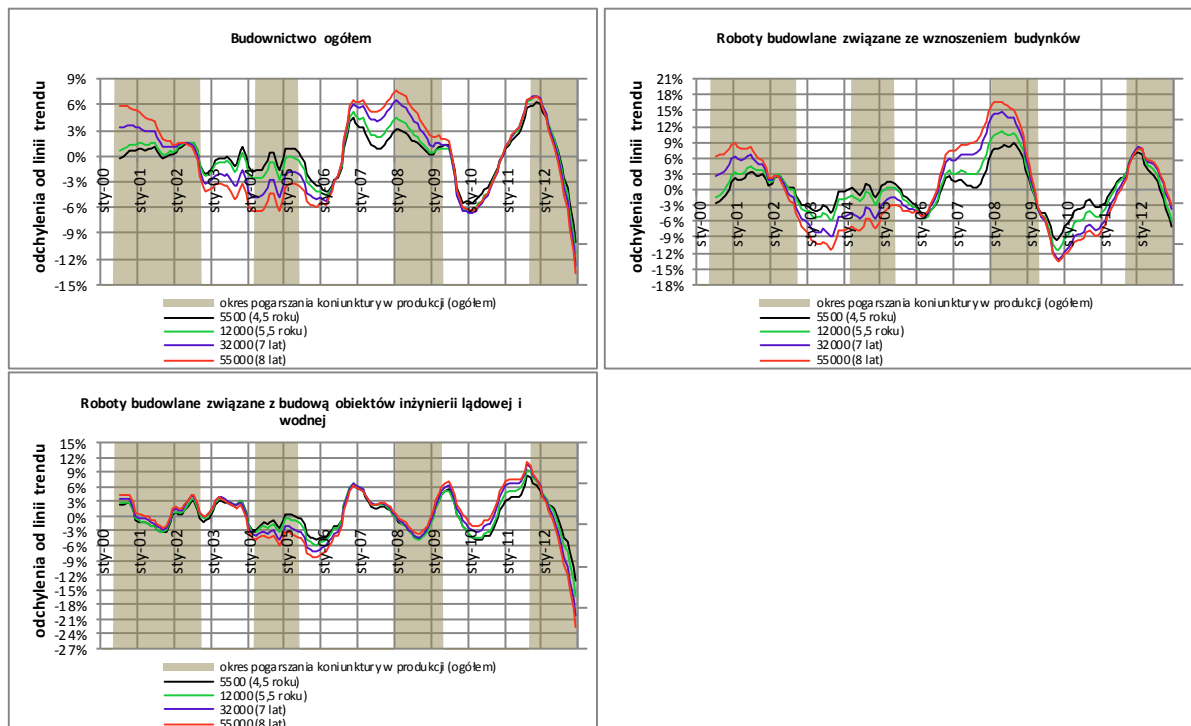 Budownictwo ogółem
odchylenia od linii trendu
9%
6%
3%
0%
-3%
-6%
-9%
-12%
-15%
sty-00
sty-01
sty-02
sty-03
sty-04
sty-05
sty-06
sty-07
sty-08
sty-09
sty-10
sty-11
sty-12
okres pogarszania koniunktury w produkcji (ogółem)
5500 (4,5 roku)
12000 (5,5 roku)
32000 (7 lat)
55000 (8 lat)
Roboty budowlane związane ze wznoszeniem budynków
odchylenia od linii trendu
21%
18%
15%
12%
9%
6%
3%
0%
-3%
-6%
-9%
-12%
-15%
-18%
sty-00
sty-01
sty-02
sty-03
sty-04
sty-05
sty-06
sty-07
sty-08
sty-09
sty-10
sty-11
sty-12
okres pogarszania koniunktury w produkcji (ogółem)
5500 (4,5 roku)
12000 (5,5 roku)
32000 (7 lat)
55000 (8 lat)
Roboty budowlane związane z budową obiektów inżynierii lądowej i
wodnej
odchylenia od linii trendu
15%
12%
9%
6%
3%
0%
-3%
-6%
-9%
-12%
-15%
-18%
-21%
-24%
-27%
sty-00
sty-01
sty-02
sty-03
sty-04
sty-05
sty-06
sty-07
sty-08
sty-09
sty-10
sty-11
sty-12
okres pogarszania koniunktury w produkcji (ogółem)
5500 (4,5 roku)
12000 (5,5 roku)
32000 (7 lat)
55000 (8 lat)